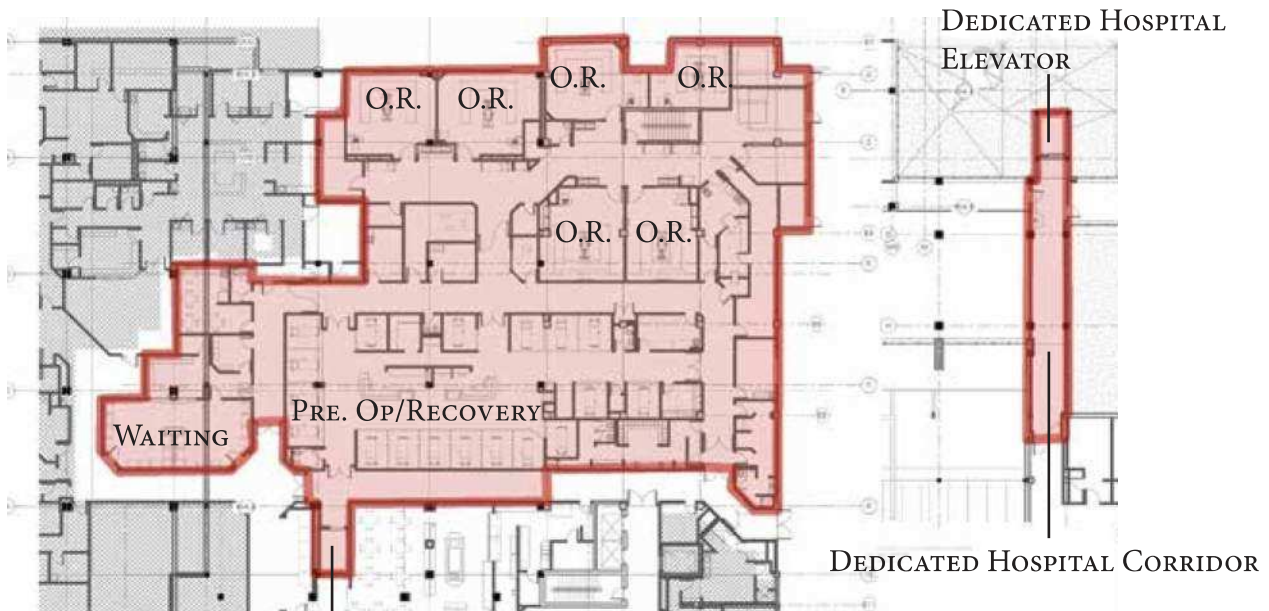 DEDICATED HOSPITAL
ELEVATOR
O.R.
O.R.
O.R.
O.R.
O.R.
O.R.
PRE. OP/RECOVERY
WAITING
DEDICATED HOSPITAL CORRIDOR